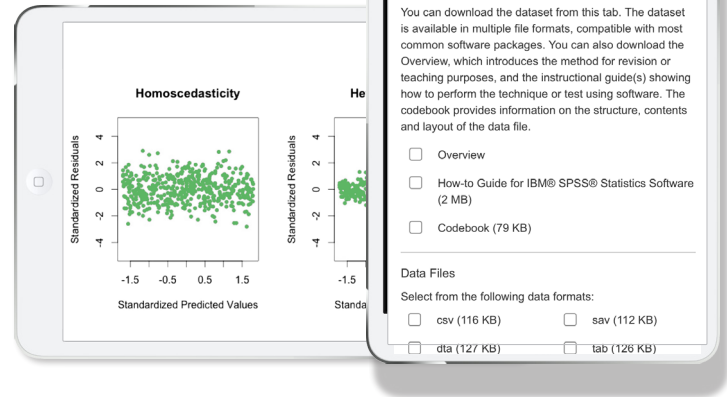 Homoscedasticity
Standardized Residuals
4
2
0
-2
-4
-1.5 -0.5 0.5 1.5
Standardized Predicted Values
He
Standardized Residuals
4
2
0
-2
-4
-1.5
Standa
You can download the dataset from this tab. The dataset
is available in multiple file formats, compatible with most
common software packages. You can also download the
Overview, which introduces the method for revision or
teaching purposes, and the instructional guide(s) showing
how to perform the technique or test using software. The
codebook provides information on the structure, contents
and layout of the data file.
Overview
How-to Guide for IBM® SPSS® Statistics Software
(2 MB)
Codebook (79 KB)
Data Files
Select from the following data formats:
csv (116 KB) sav (112 KB)
dta (127 KB) tab (126 KB)